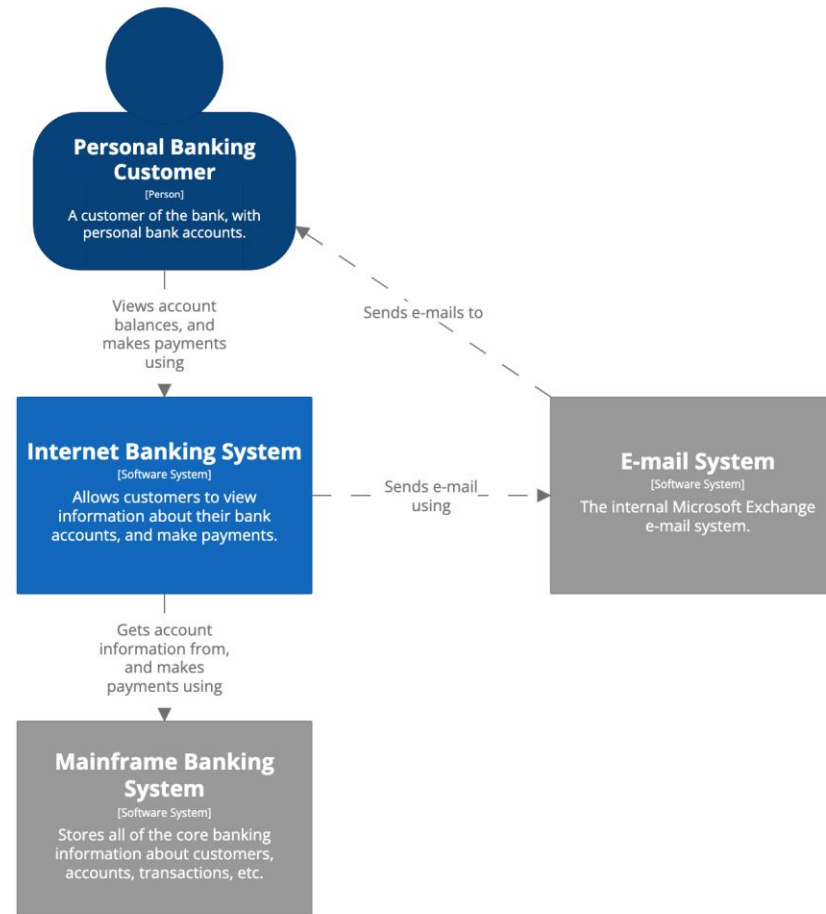 Personal Banking
Customer
[Person]
A customer of the bank, with
personal bank accounts.
Views account
balances, and
makes payments
using
Sends e-mails to
Internet Banking System
[Software System]
Allows customers to view
information about their bank
accounts, and make payments.
Sends e-mail
using
E-mail System
[Software System]
The internal Microsoft Exchange
e-mail system.
Gets account
information from,
and makes
payments using
Mainframe Banking
System
[Software System]
Stores all of the core banking
information about customers,
accounts, transactions, etc.